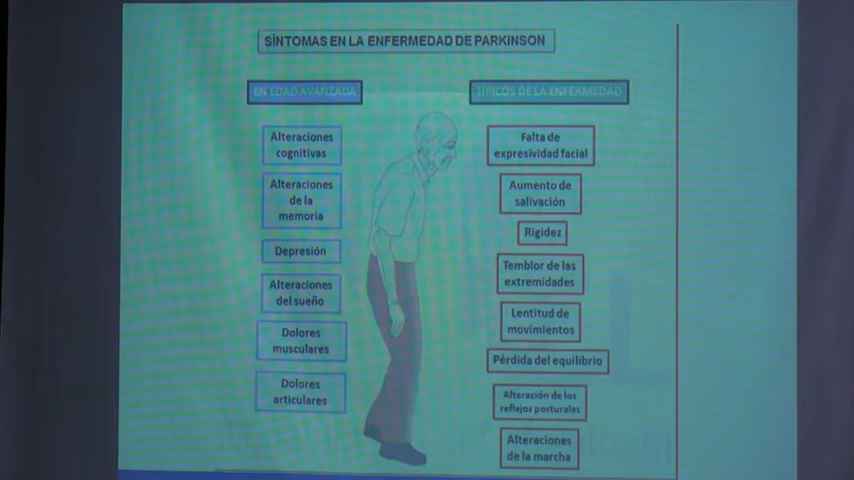 SÍNTOMAS EN LA ENFERMEDAD DE PARKINSON
EN EDAD AVANZADA
Alteraciones
cognitivas
Alteraciones
de la
memoria
Depresión
Alteraciones
del sueño
Dolores
musculares
Dolores
articulares
TÍPICOS DE LA ENFERMEDAD
Falta de
expresividad facial
Aumento de
salivación
Rigidez
Temblor de las
extremidades
Lentitud de
movimientos
Pérdida del equilibrio
Alteración de los
reflejos posturales
Alteraciones
de la marcha